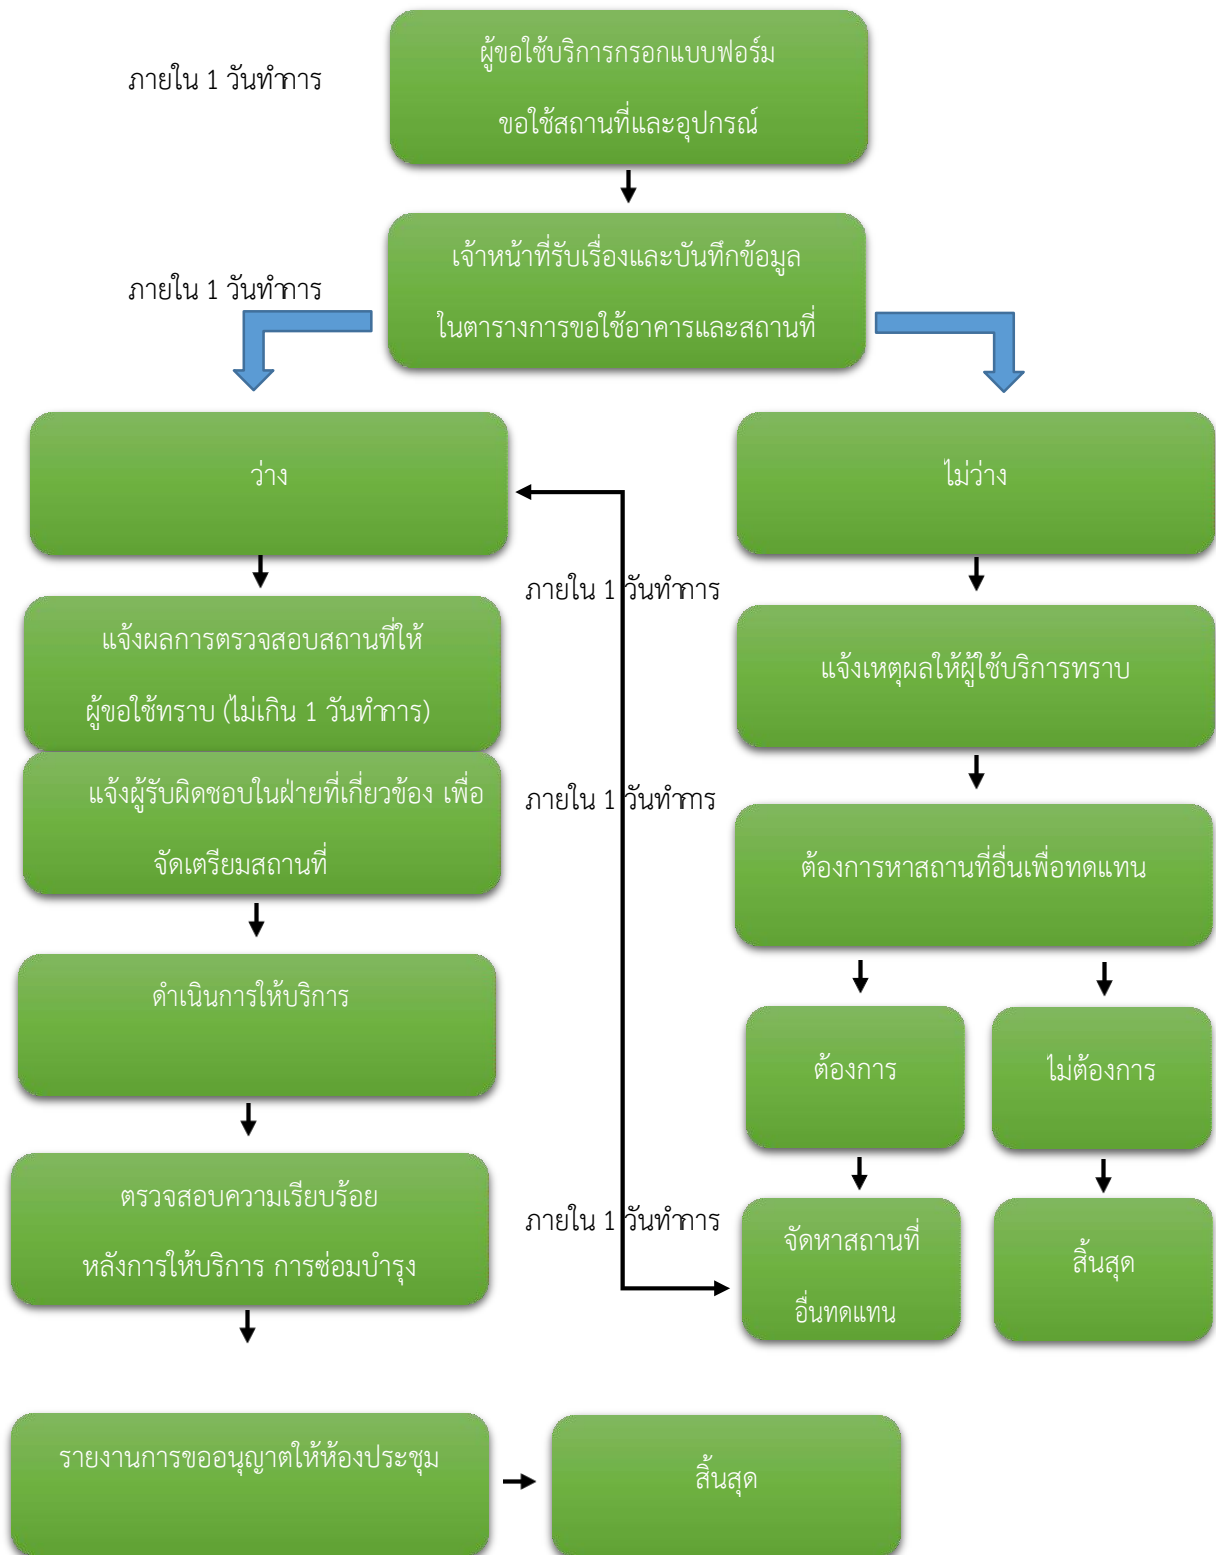 ผู้ขอใช้บริการกรอกแบบฟอร์ม
ขอใช้สถานที่และอุปกรณ์
ภายใน 1 วันทำการ
เจ้าหน้าที่รับเรื่องและบันทึกข้อมูล
ในตารางการขอใช้อาคารและสถานที่
ภายใน 1 วันทำการ
ว่าง
ไม่ว่าง
ภายใน 1 วันทำการ
แจ้งผลการตรวจสอบสถานที่ให้
ผู้ขอใช้ทราบ (ไม่เกิน 1 วันทำการ)
แจ้งเหตุผลให้ผู้ใช้บริการทราบ
แจ้งผู้รับผิดชอบในฝ่ายที่เกี่ยวข้อง เพื่อ
จัดเตรียมสถานที่
ภายใน 1 วันทำการ
ต้องการหาสถานที่อื่นเพื่อทดแทน
ดำเนินการให้บริการ
ต้องการ
ไม่ต้องการ
ตรวจสอบความเรียบร้อย
หลังการให้บริการ การซ่อมบำรุง
ภายใน 1 วันทำการ
จัดหาสถานที่
อื่นทดแทน
สิ้นสุด
รายงานการขออนุญาตให้ห้องประชุม
สิ้นสุด